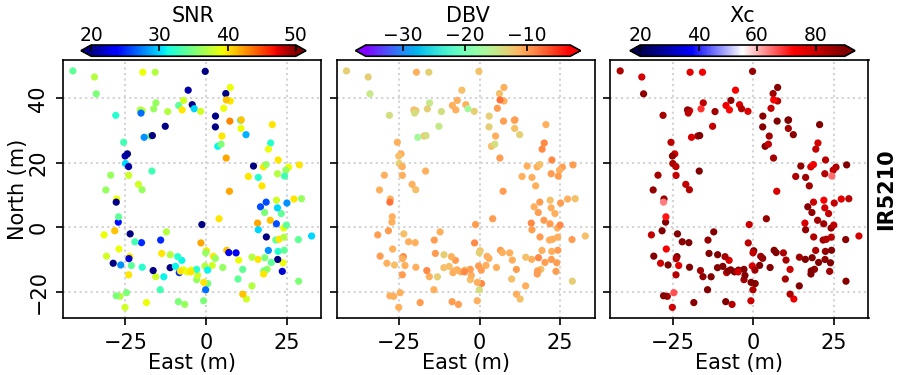 SNR DBV Xc
20 30 40 50 −30 −20 −10 20 40 60 80
North (m)
40
20
0
−20
IR5210
−25 0 25 −25 0 25 −25 0 25
East (m) East (m) East (m)